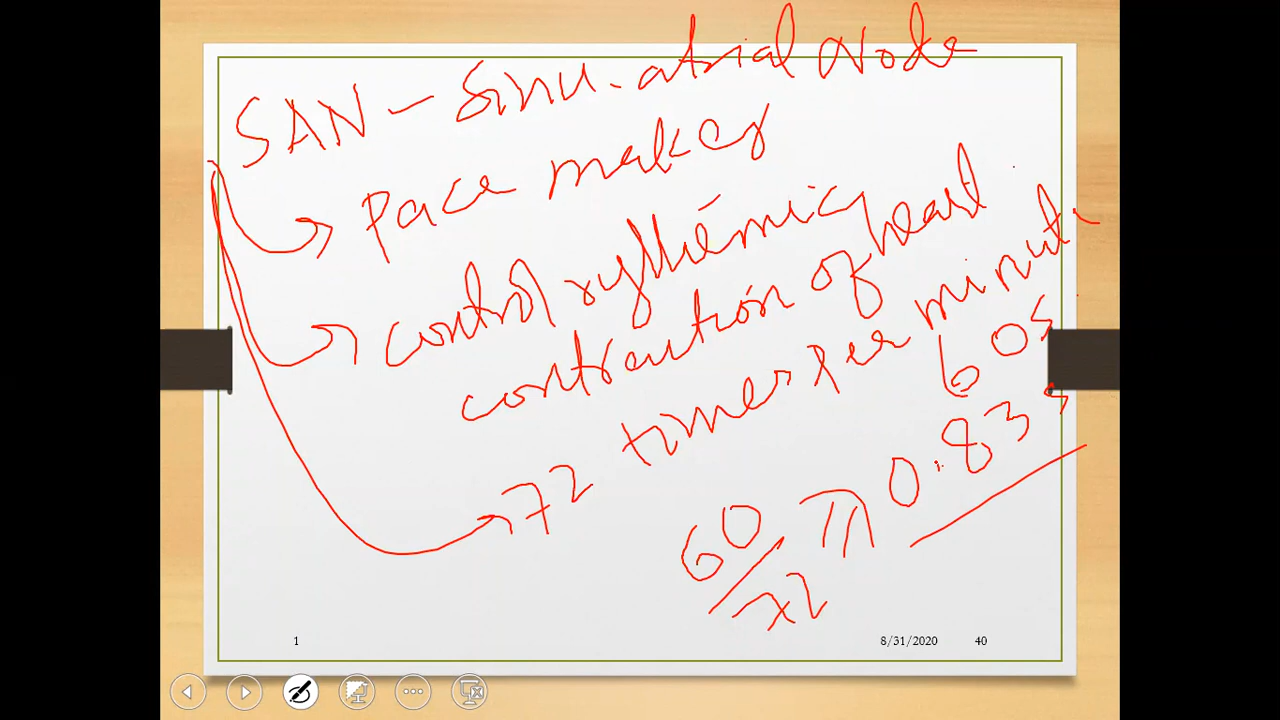 SAN - Sinu-atrial Node
Pace maker
control rythemic
contraction of heart
72 times per minute
60s
60/72 0.83s
1
8/31/2020
40